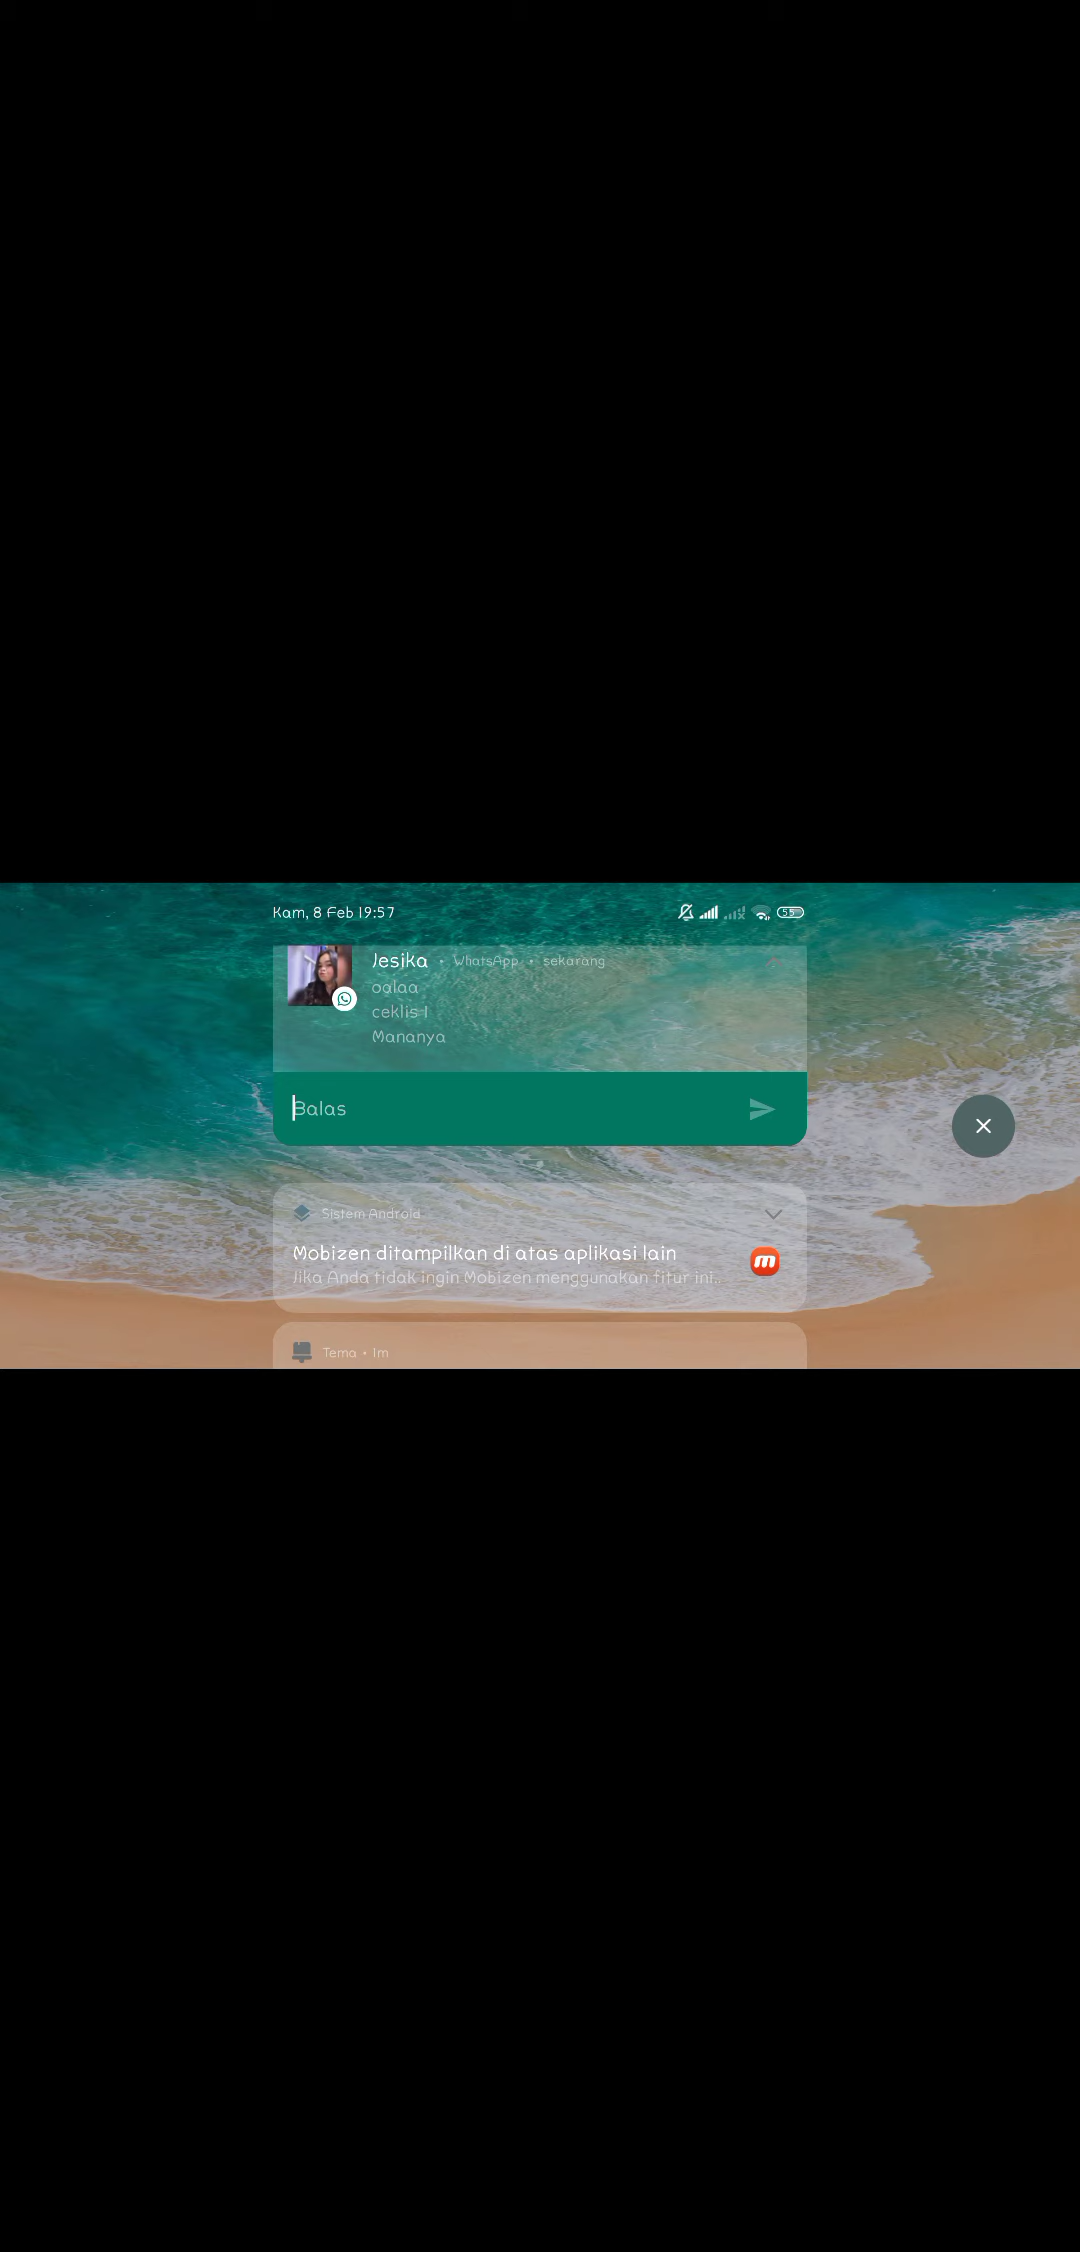 Kam, 8 Feb 19:57
55
Jesika • WhatsApp • sekarang
oalaa
ceklis 1
Mananya
Balas
Sistem Android
Mobizen ditampilkan di atas aplikasi lain
Jika Anda tidak ingin Mobizen menggunakan fitur ini..
m
Tema • 1m